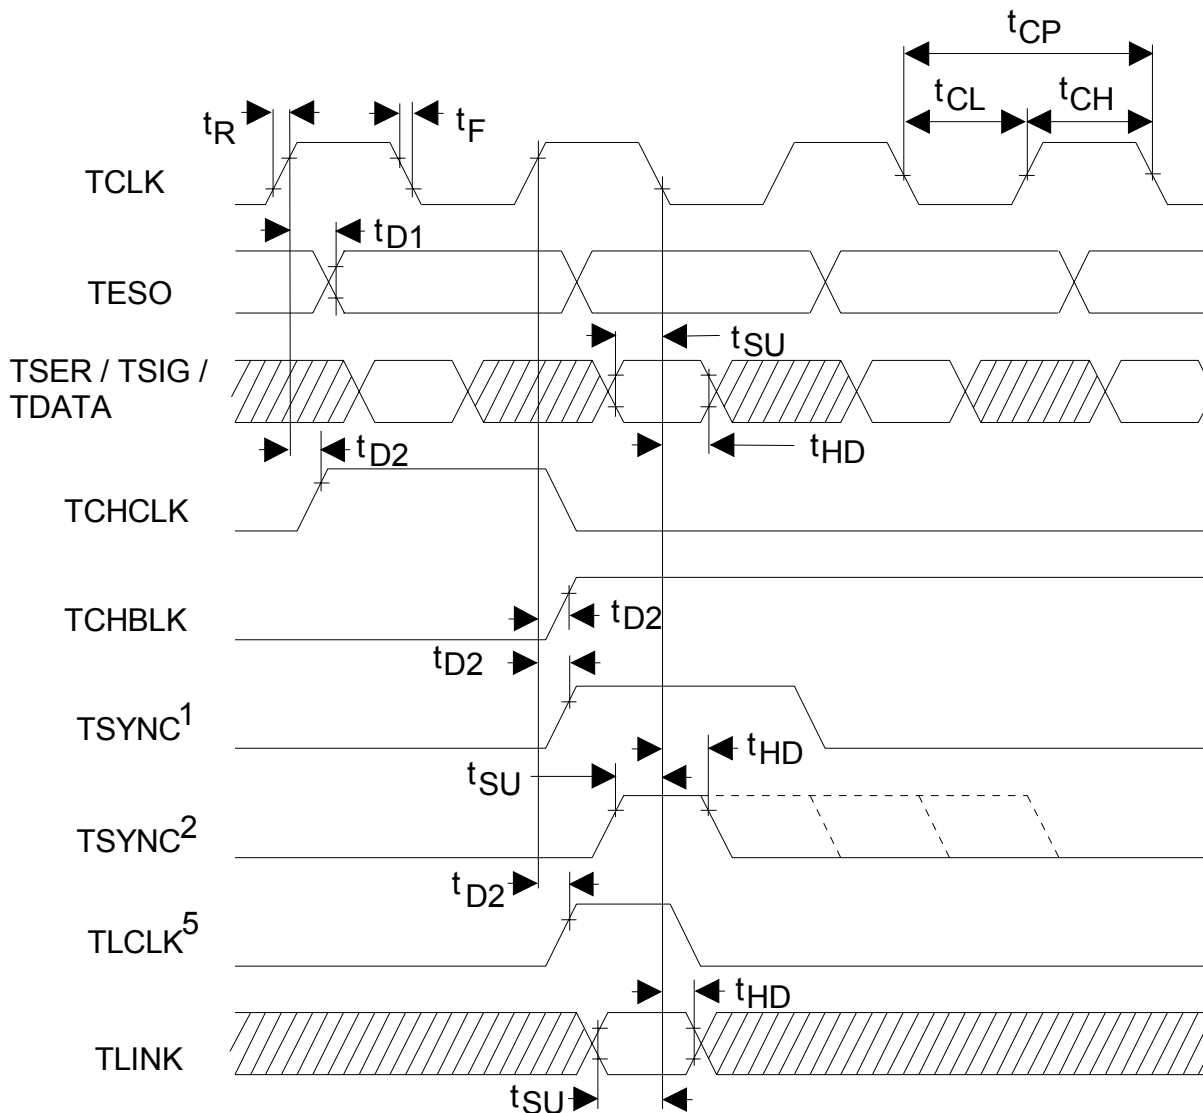 tCP
tCL tCH
tR tF
TCLK
tD1
TESO
tSU
TSER / TSIG /
TDATA
tHD
tD2
TCHCLK
TCHBLK
tD2
tD2
TSYNC1
tHD
tSU
TSYNC2
tD2
TLCLK5
tHD
TLINK
tSU